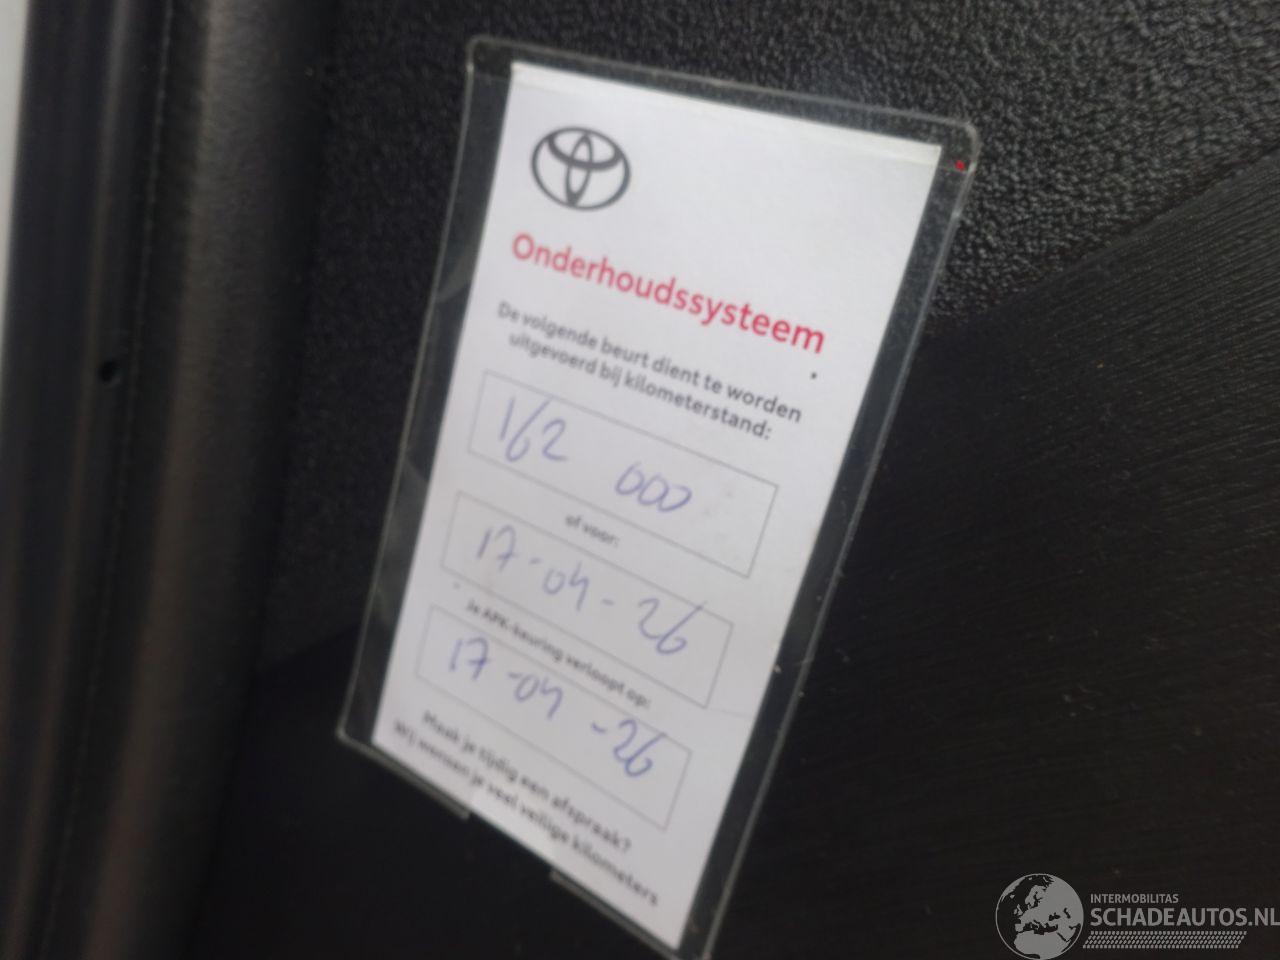 Onderhoudssysteem
De volgende beurt dient te worden
uitgevoerd bij kilometerstand:
162 000
of voor:
17-04-26
Je APK-keuring verloopt op:
17-04-26
Maak je tijdig een afspraak?
Wij wensen je veel veilige kilometers
INTERMOBILITAS
SCHADEAUTOS.NL